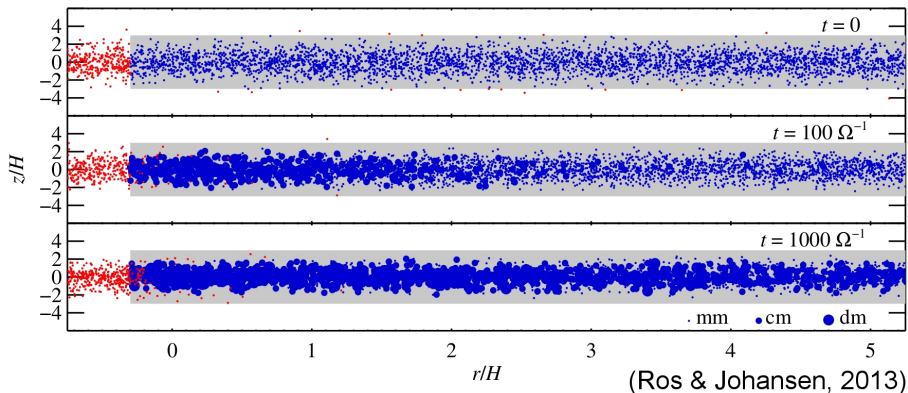 4
2
0
−2
−4
t = 0
4
2
0
−2
−4
z/H
t = 100 Ω⁻¹
4
2
0
−2
−4
t = 1000 Ω⁻¹
mm cm dm
0 1 2 3 4 5
r/H
(Ros & Johansen, 2013)